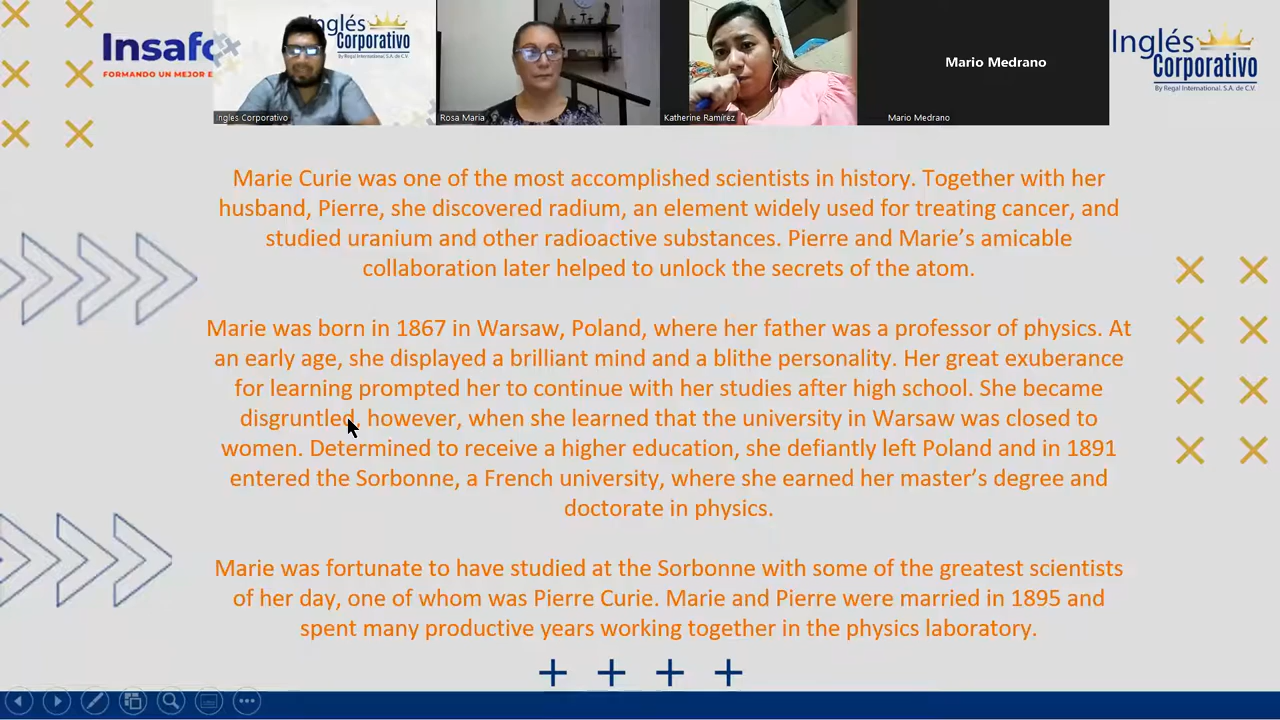 Insafo
FORMANDO UN MEJOR E
Inglés
Corporativo
By Regal International, S.A. de C.V.
Ingles Corporativo
Rosa Maria
Katherine Ramírez
Mario Medrano
Mario Medrano
Inglés
Corporativo
By Regal International, S.A. de C.V.
Marie Curie was one of the most accomplished scientists in history. Together with her
husband, Pierre, she discovered radium, an element widely used for treating cancer, and
studied uranium and other radioactive substances. Pierre and Marie’s amicable
collaboration later helped to unlock the secrets of the atom.
Marie was born in 1867 in Warsaw, Poland, where her father was a professor of physics. At
an early age, she displayed a brilliant mind and a blithe personality. Her great exuberance
for learning prompted her to continue with her studies after high school. She became
disgruntled, however, when she learned that the university in Warsaw was closed to
women. Determined to receive a higher education, she defiantly left Poland and in 1891
entered the Sorbonne, a French university, where she earned her master’s degree and
doctorate in physics.
Marie was fortunate to have studied at the Sorbonne with some of the greatest scientists
of her day, one of whom was Pierre Curie. Marie and Pierre were married in 1895 and
spent many productive years working together in the physics laboratory.